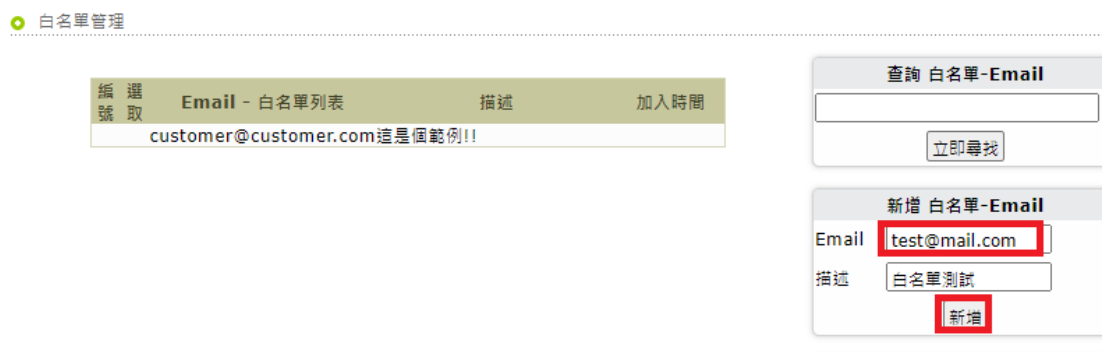 白名單管理
編號 選取 Email - 白名單列表 描述 加入時間
customer@customer.com這是個範例!!
查詢 白名單-Email
立即尋找
新增 白名單-Email
Email test@mail.com
描述 白名單測試
新增